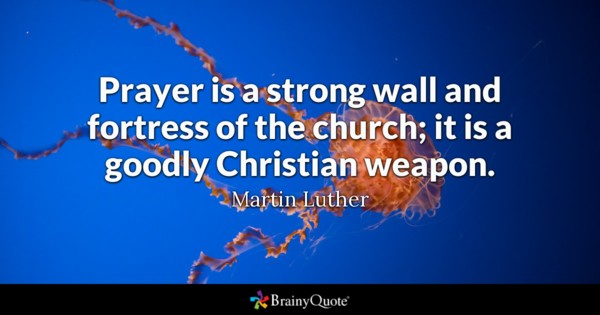 Prayer is a strong wall and
fortress of the church; it is a
goodly Christian weapon.
Martin Luther
BrainyQuote®